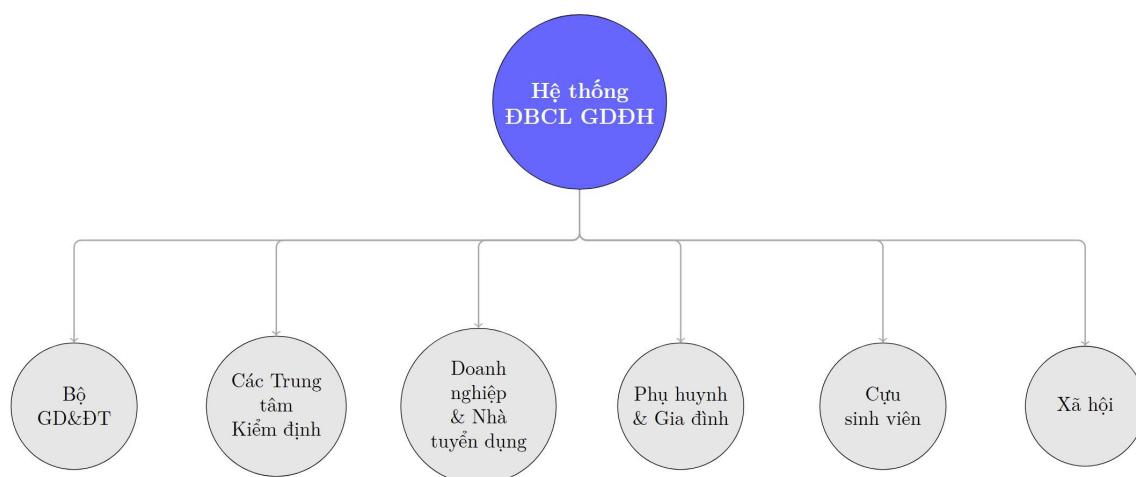 Hệ thống
ĐBCL GDĐH
Bộ
GD&ĐT
Các Trung
tâm
Kiểm định
Doanh
nghiệp
& Nhà
tuyển dụng
Phụ huynh
& Gia đình
Cựu
sinh viên
Xã hội